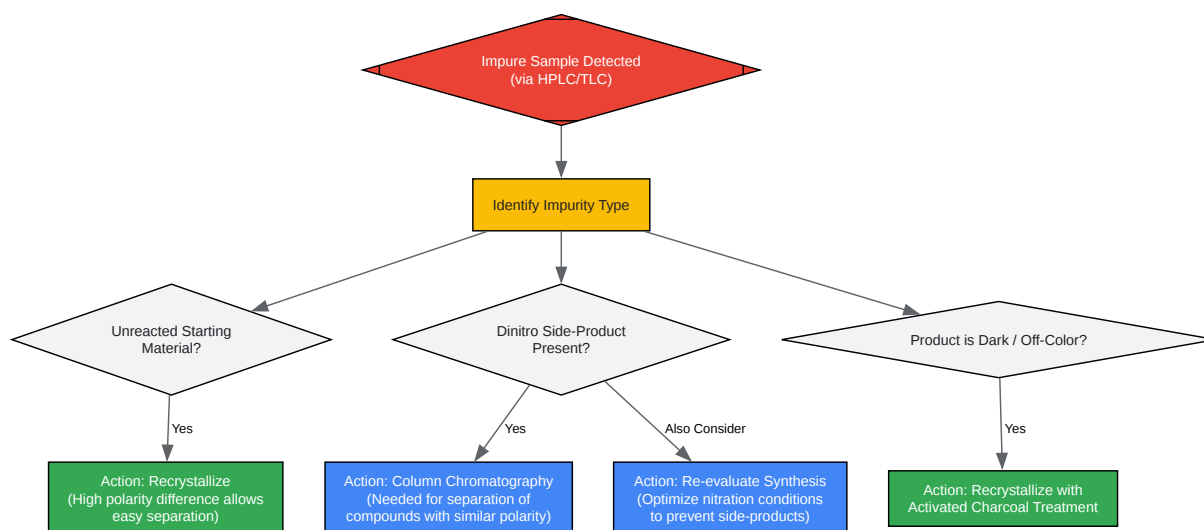 Impure Sample Detected
(via HPLC/TLC)
Identify Impurity Type
Unreacted Starting
Material?
Dinitro Side-Product
Present?
Product is Dark / Off-Color?
Yes
Yes
Also Consider
Yes
Action: Recrystallize
(High polarity difference allows
easy separation)
Action: Column Chromatography
(Needed for separation of
compounds with similar polarity)
Action: Re-evaluate Synthesis
(Optimize nitration conditions
to prevent side-products)
Action: Recrystallize with
Activated Charcoal Treatment